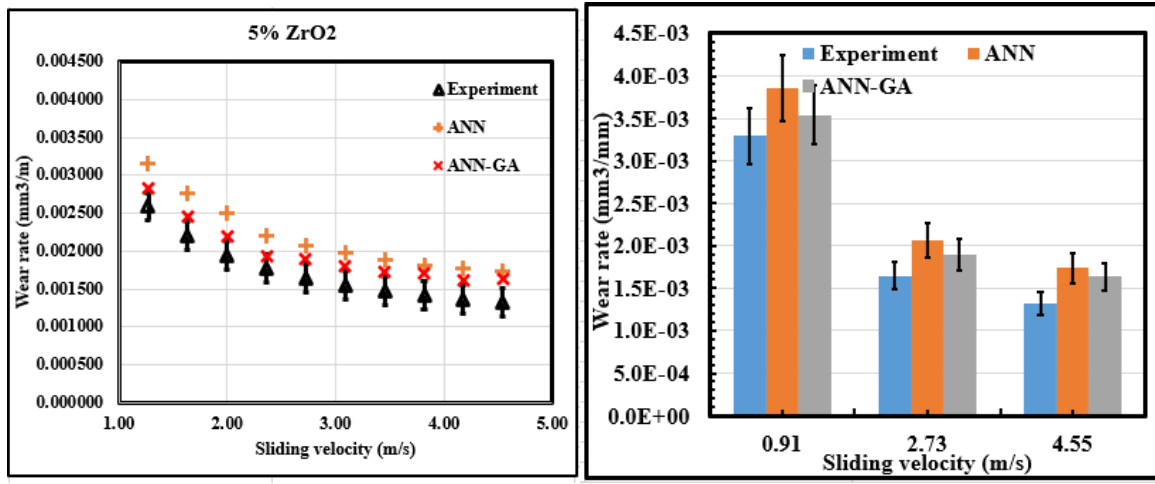 5% ZrO2
0.004500
0.004000
0.003500
0.003000
0.002500
0.002000
0.001500
0.001000
0.000500
0.000000
Wear rate (mm3/m)
Experiment
ANN
ANN-GA
1.00 2.00 3.00 4.00 5.00
Sliding velocity (m/s)
4.5E-03
4.0E-03
3.5E-03
3.0E-03
2.5E-03
2.0E-03
1.5E-03
1.0E-03
5.0E-04
0.0E+00
Wear rate (mm3/mm)
Experiment ANN
ANN-GA
0.91 2.73 4.55
Sliding velocity (m/s)